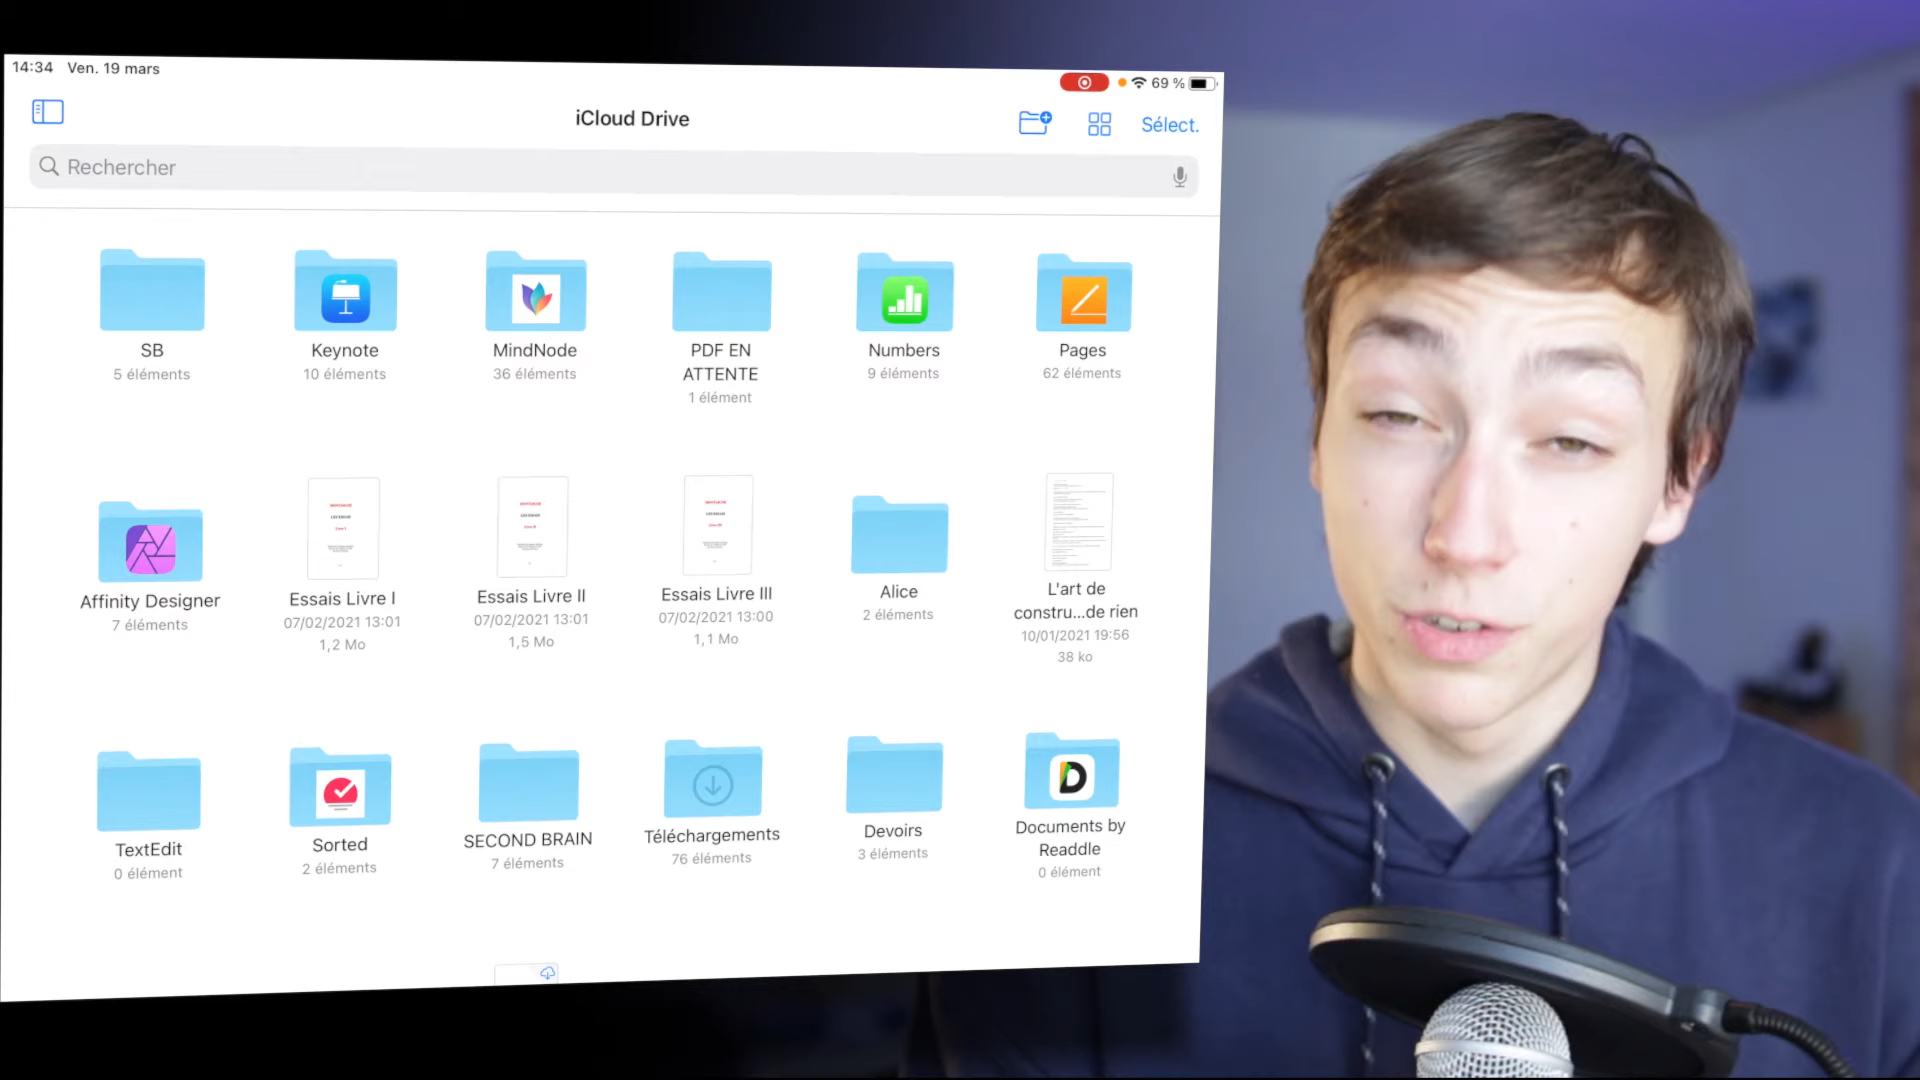 14:34 Ven. 19 mars
69 %
iCloud Drive
Sélect.
Rechercher
SB
5 éléments
Keynote
10 éléments
MindNode
36 éléments
PDF EN
ATTENTE
1 élément
Numbers
9 éléments
Pages
62 éléments
Affinity Designer
7 éléments
Essais Livre I
07/02/2021 13:01
1,2 Mo
Essais Livre II
07/02/2021 13:01
1,5 Mo
Essais Livre III
07/02/2021 13:00
1,1 Mo
Alice
2 éléments
L'art de
constru...de rien
10/01/2021 19:56
38 ko
TextEdit
0 élément
Sorted
2 éléments
SECOND BRAIN
7 éléments
Téléchargements
76 éléments
Devoirs
3 éléments
Documents by
Readdle
0 élément